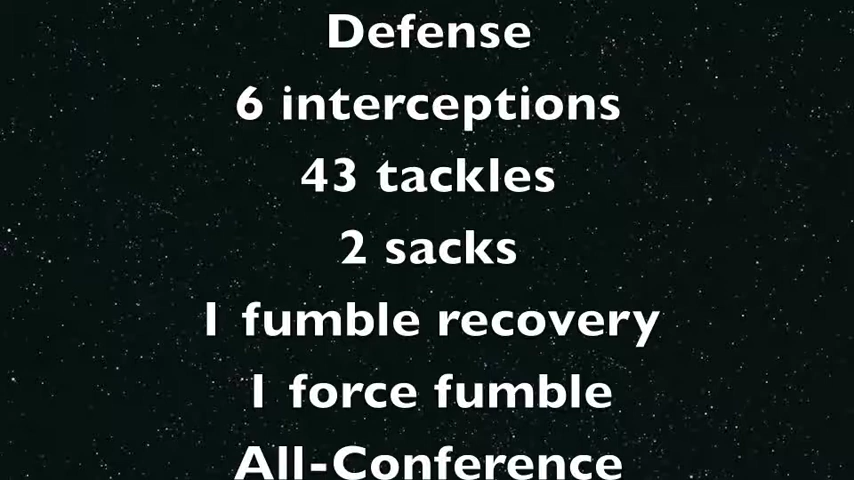 Defense
6 interceptions
43 tackles
2 sacks
1 fumble recovery
1 force fumble
All-Conference